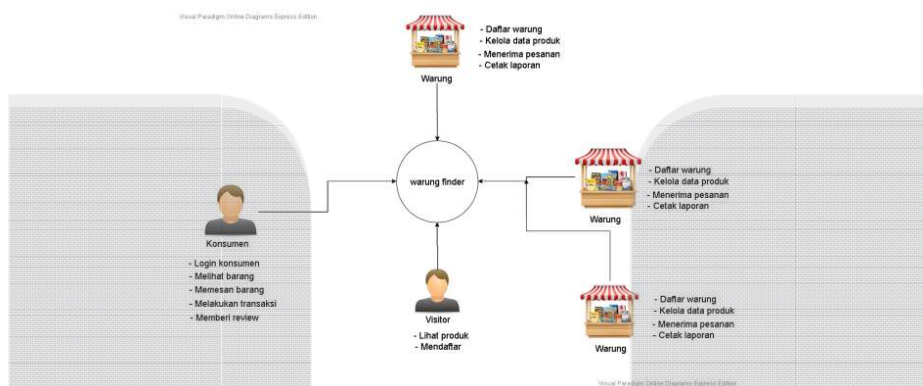 Visual Paradigm Online Diagrams Express Edition
- Daftar warung
- Kelola data produk
- Menerima pesanan
- Cetak laporan
Warung
warung finder
- Daftar warung
- Kelola data produk
- Menerima pesanan
- Cetak laporan
Warung
Konsumen
- Login konsumen
- Melihat barang
- Memesan barang
- Melakukan transaksi
- Memberi review
Visitor
- Lihat produk
- Mendaftar
- Daftar warung
- Kelola data produk
- Menerima pesanan
- Cetak laporan
Warung
Visual Paradigm Online Diagrams Express Edition